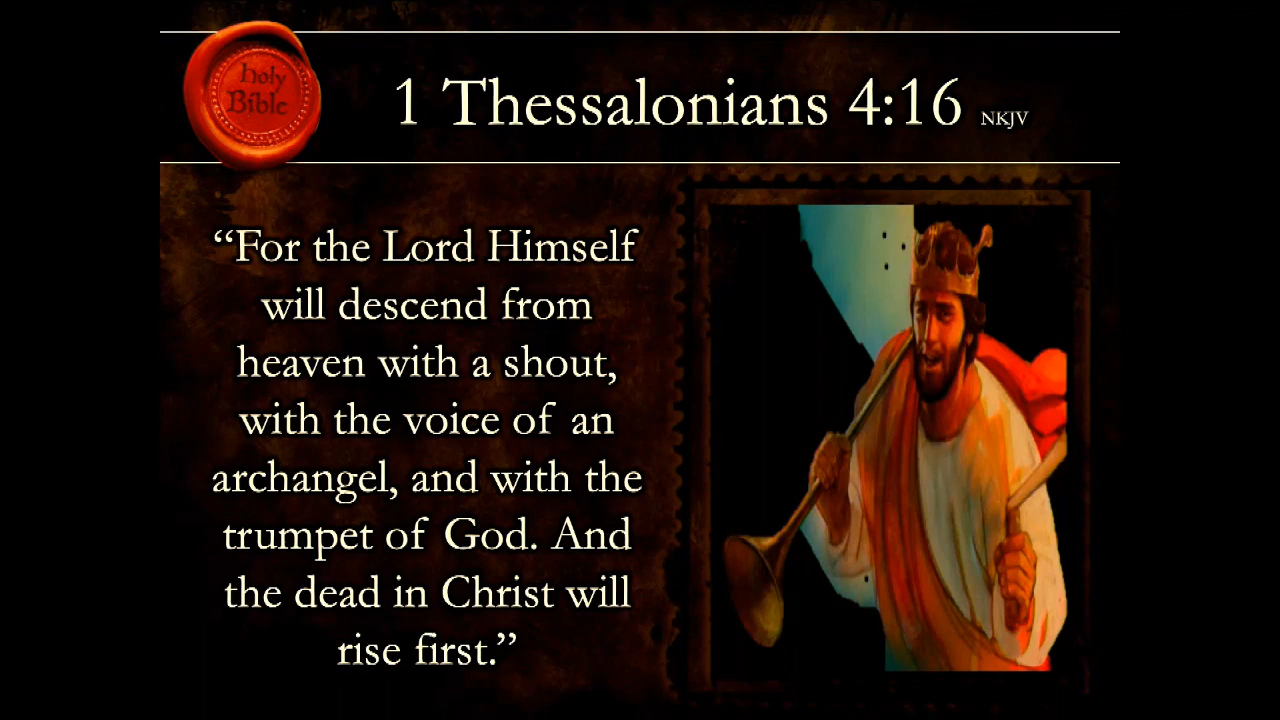 holy
Bible
1 Thessalonians 4:16 NKJV
“For the Lord Himself
will descend from
heaven with a shout,
with the voice of an
archangel, and with the
trumpet of God. And
the dead in Christ will
rise first.”